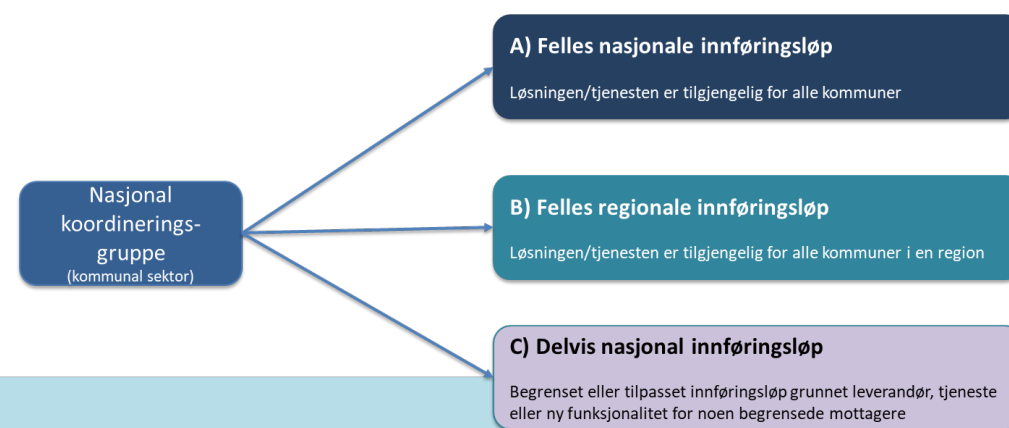 A) Felles nasjonale innføringsløp
Løsningen/tjenesten er tilgjengelig for alle kommuner
Nasjonal
koordinerings-
gruppe
(kommunal sektor)
B) Felles regionale innføringsløp
Løsningen/tjenesten er tilgjengelig for alle kommuner i en region
C) Delvis nasjonal innføringsløp
Begrenset eller tilpasset innføringsløp grunnet leverandør, tjeneste
eller ny funksjonalitet for noen begrensede mottagere